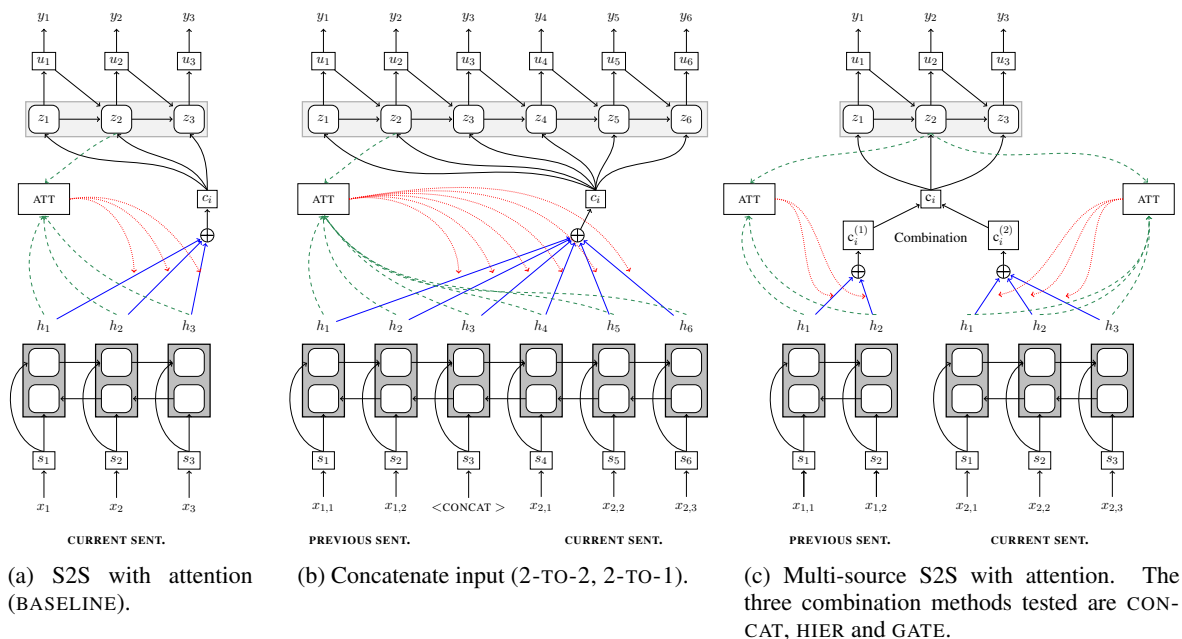 y₁ y₂ y₃ y₁ y₂ y₃ y₄ y₅ y₆ y₁ y₂ y₃
u₁ u₂ u₃ u₁ u₂ u₃ u₄ u₅ u₆ u₁ u₂ u₃
z₁ z₂ z₃ z₁ z₂ z₃ z₄ z₅ z₆ z₁ z₂ z₃
ATT cᵢ ATT cᵢ ATT cᵢ ATT
cᵢ⁽¹⁾ Combination cᵢ⁽²⁾
h₁ h₂ h₃ h₁ h₂ h₃ h₄ h₅ h₆ h₁ h₂ h₁ h₂ h₃
s₁ s₂ s₃ s₁ s₂ s₃ s₄ s₅ s₆ s₁ s₂ s₁ s₂ s₃
x₁ x₂ x₃ x₁,₁ x₁,₂ <CONCAT > x₂,₁ x₂,₂ x₂,₃ x₁,₁ x₁,₂ x₂,₁ x₂,₂ x₂,₃
CURRENT SENT. PREVIOUS SENT. CURRENT SENT. PREVIOUS SENT. CURRENT SENT.
(a) S2S with attention
(BASELINE).
(b) Concatenate input (2-TO-2, 2-TO-1).
(c) Multi-source S2S with attention. The
three combination methods tested are CON-
CAT, HIER and GATE.